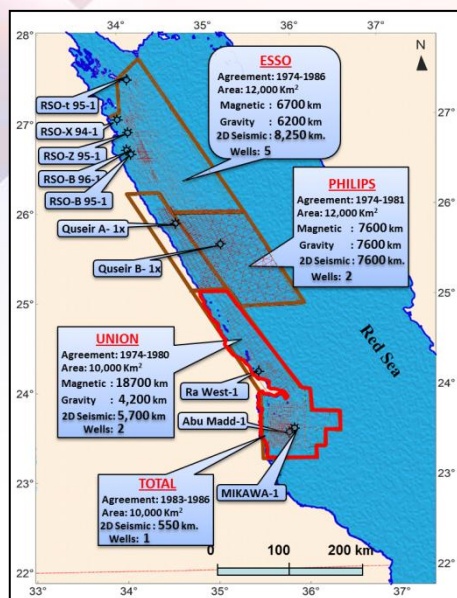 34°
35°
36°
37°
28°
N
ESSO
Agreement: 1974-1986
Area: 12,000 Km²
Magnetic : 6700 km
Gravity : 6200 km
2D Seismic : 8,250 km.
Wells: 5
RSO-t 95-1
27°
RSO-X 94-1
RSO-Z 95-1
RSO-B 96-1
RSO-B 95-1
PHILIPS
Agreement: 1974-1981
Area: 12,000 Km²
Magnetic : 7600 km
Gravity : 7600 km
2D Seismic : 7600 km.
Wells: 2
26°
Quseir A- 1x
Quseir B- 1x
25°
Red Sea
UNION
Agreement: 1974-1980
Area: 10,000 Km²
Magnetic : 18700 km
Gravity : 4,200 km
2D Seismic : 5,700 km
Wells: 2
24°
Ra West-1
Abu Madd-1
MIKAWA-1
TOTAL
Agreement: 1983-1986
Area: 10,000 Km²
2D Seismic : 550 km.
Wells: 1
23°
0 100 200 km
22°
33°
34°
35°
36°
37°